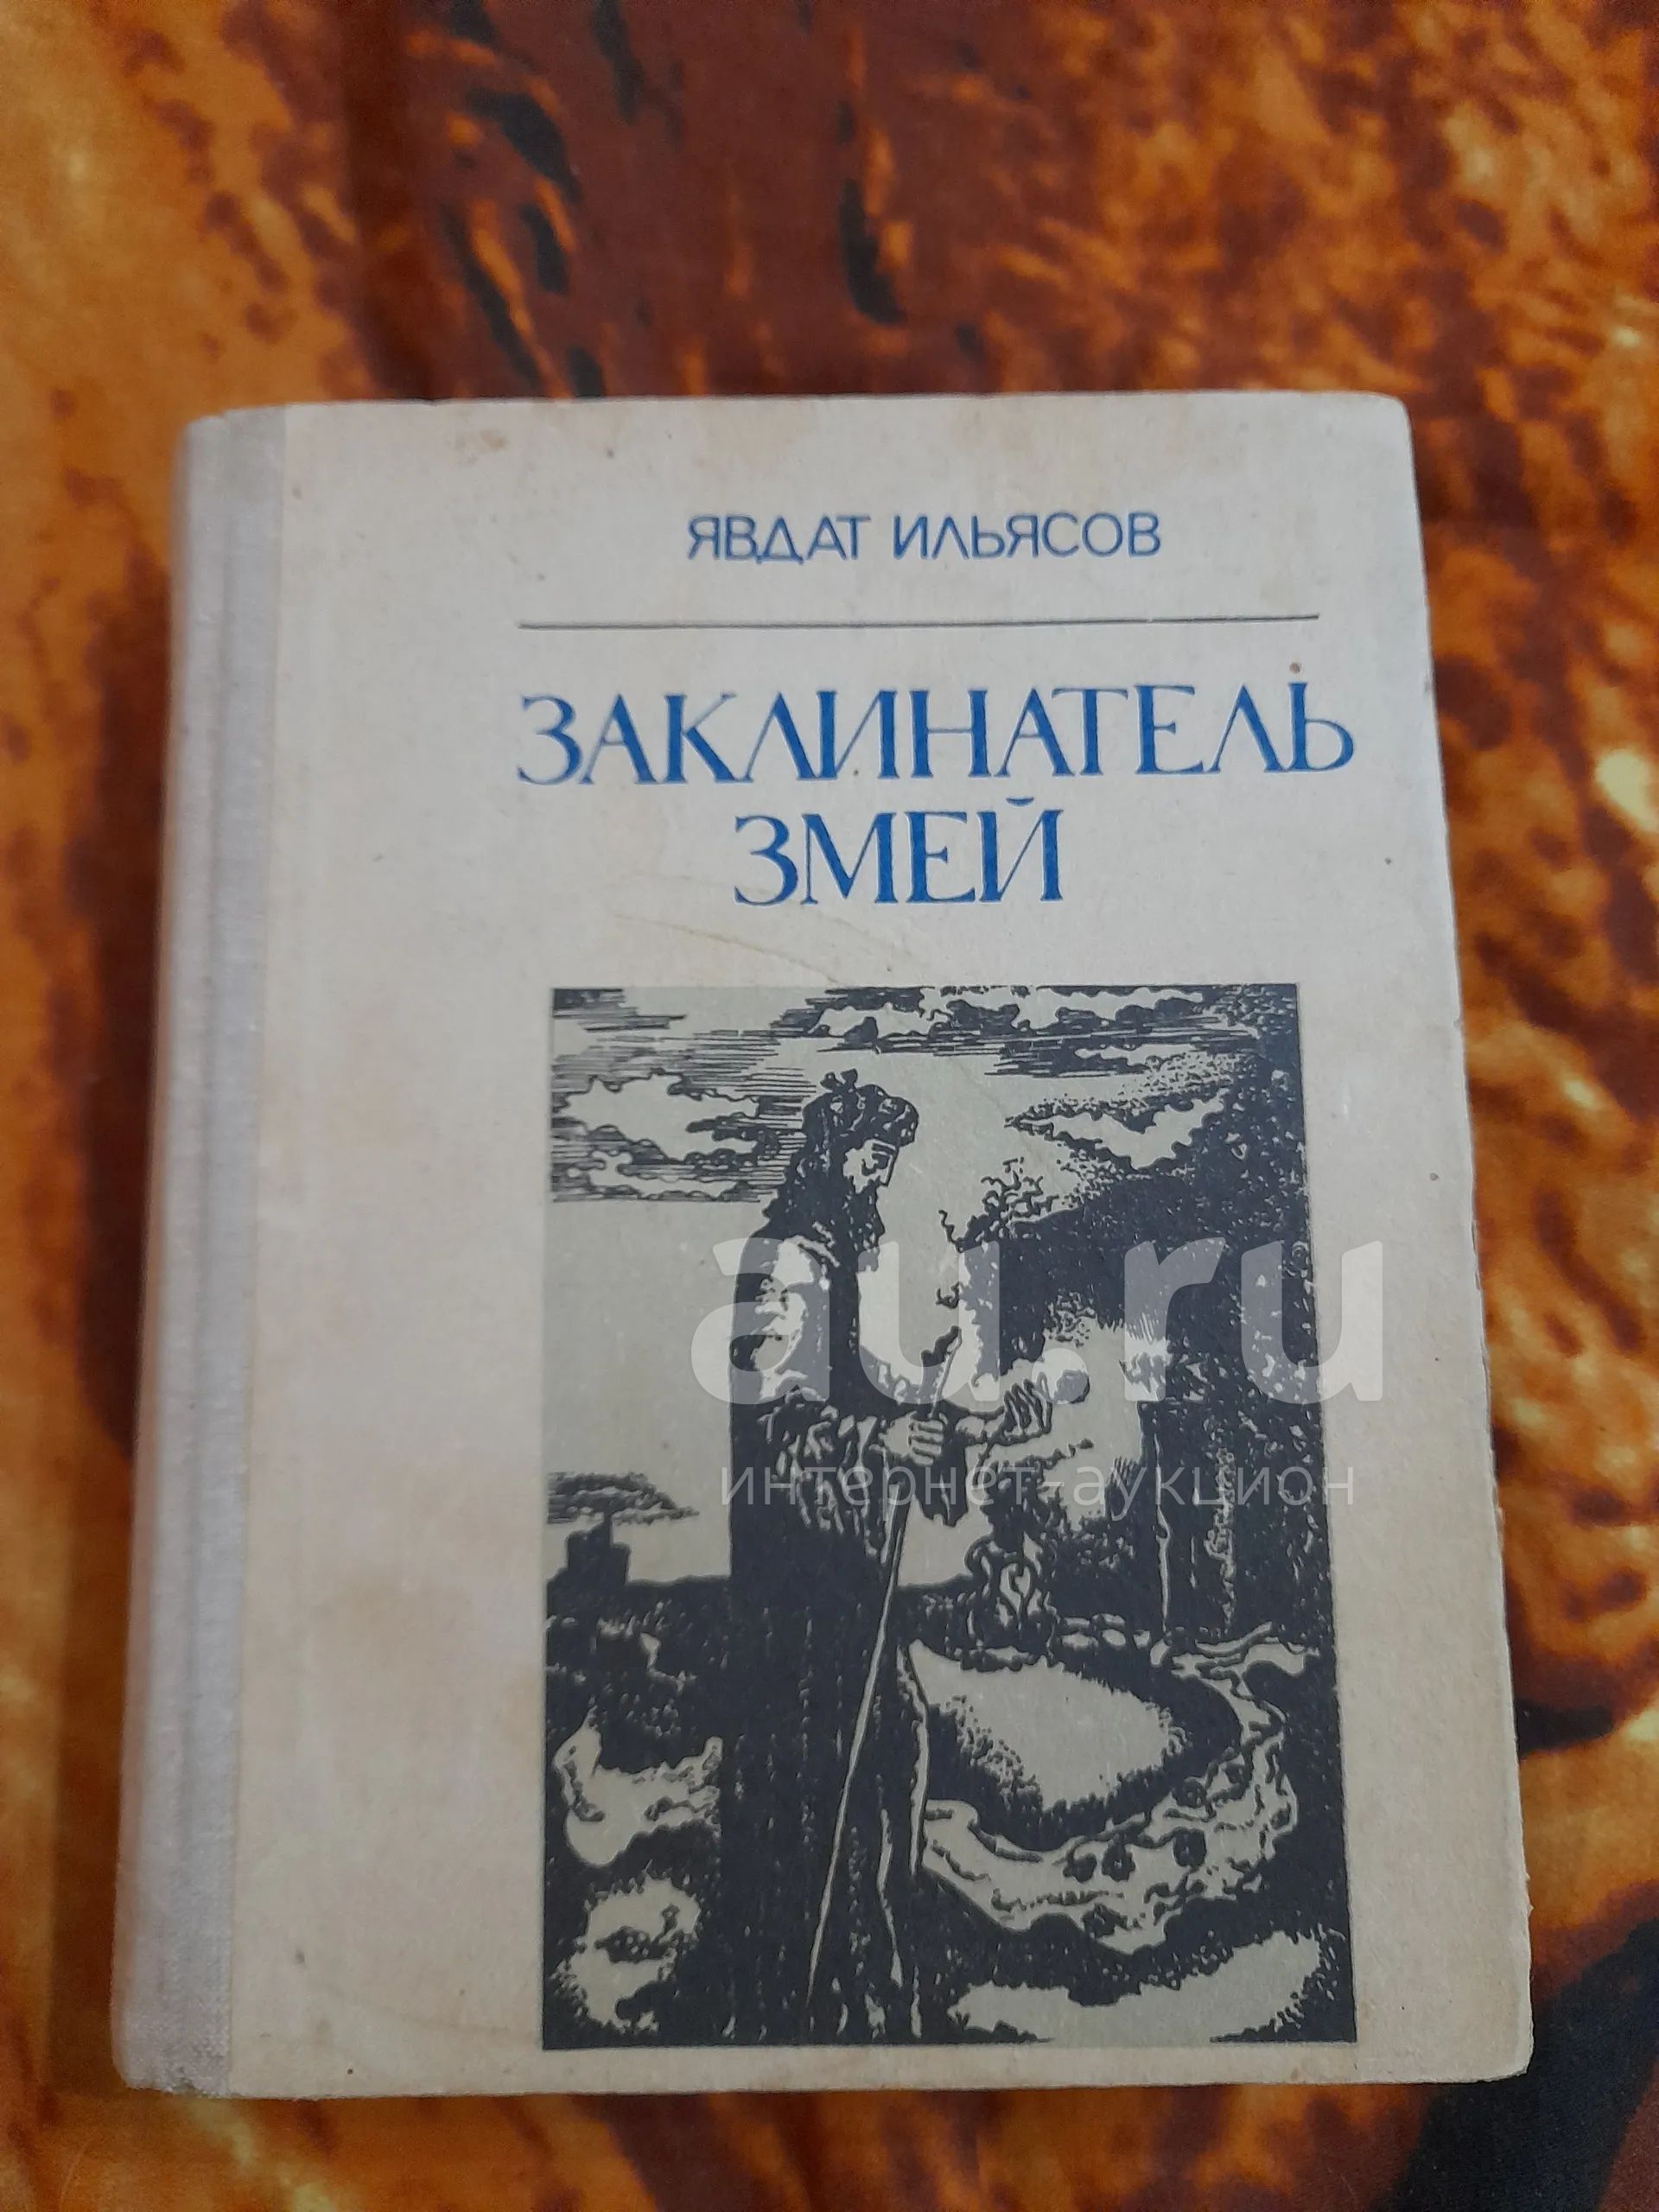 ЯВДАТ ИЛЬЯСОВ
ЗАКЛИНАТЕЛЬ
ЗМЕЙ
au.ru
интернет-аукцион